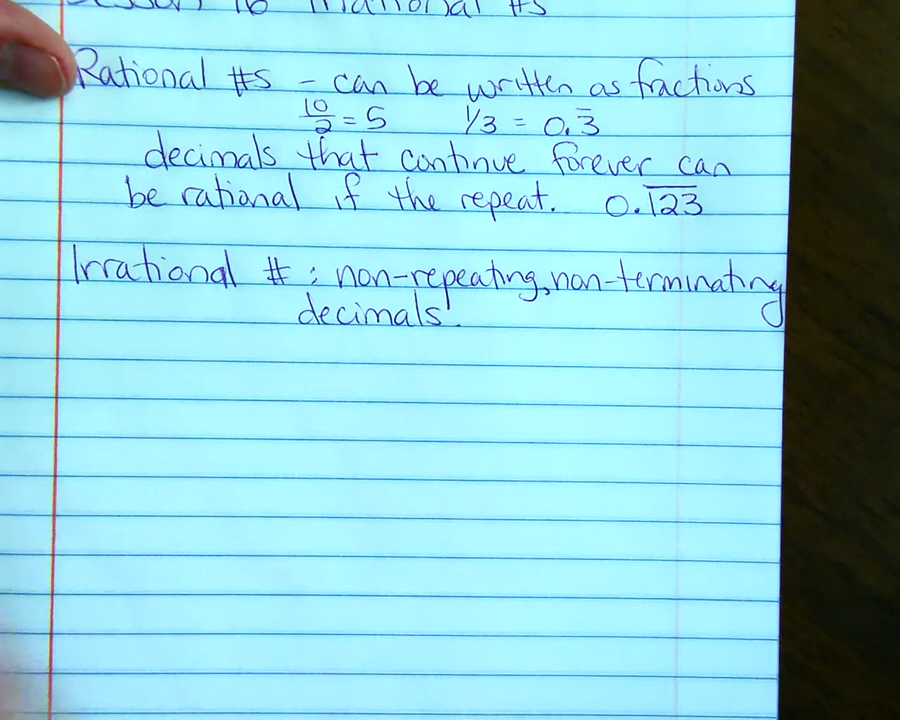 16 #s
Rational #s - can be written as fractions
10/2 = 5 1/3 = 0.3̄
decimals that continue forever can
be rational if the repeat. 0.1̅2̅3̅
Irrational # : non-repeating, non-terminating
decimals.